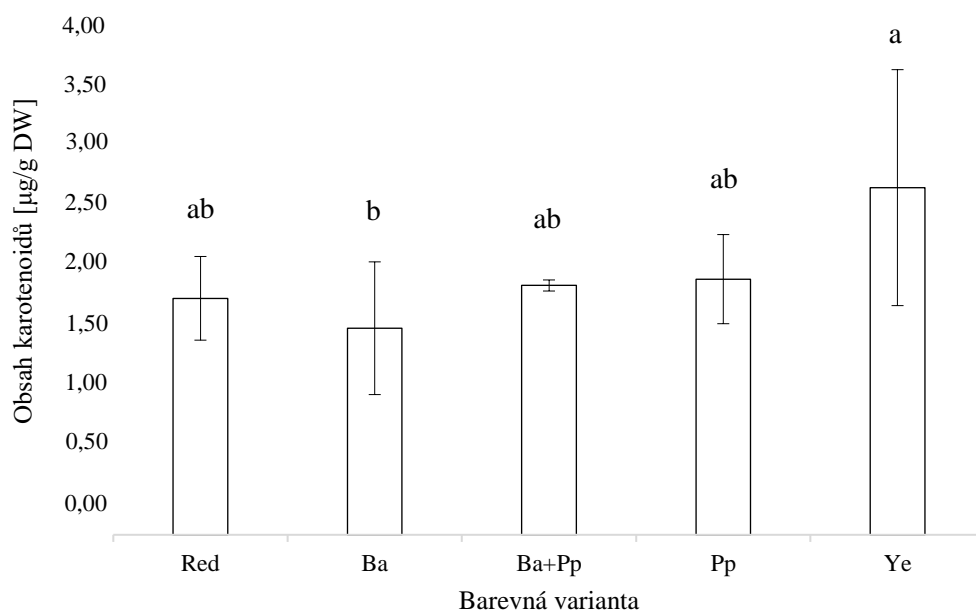 Obsah karotenoidů [µg/g DW]
4,00
3,50
3,00
2,50
2,00
1,50
1,00
0,50
0,00
ab
b
ab
ab
a
Red
Ba
Ba+Pp
Pp
Ye
Barevná varianta